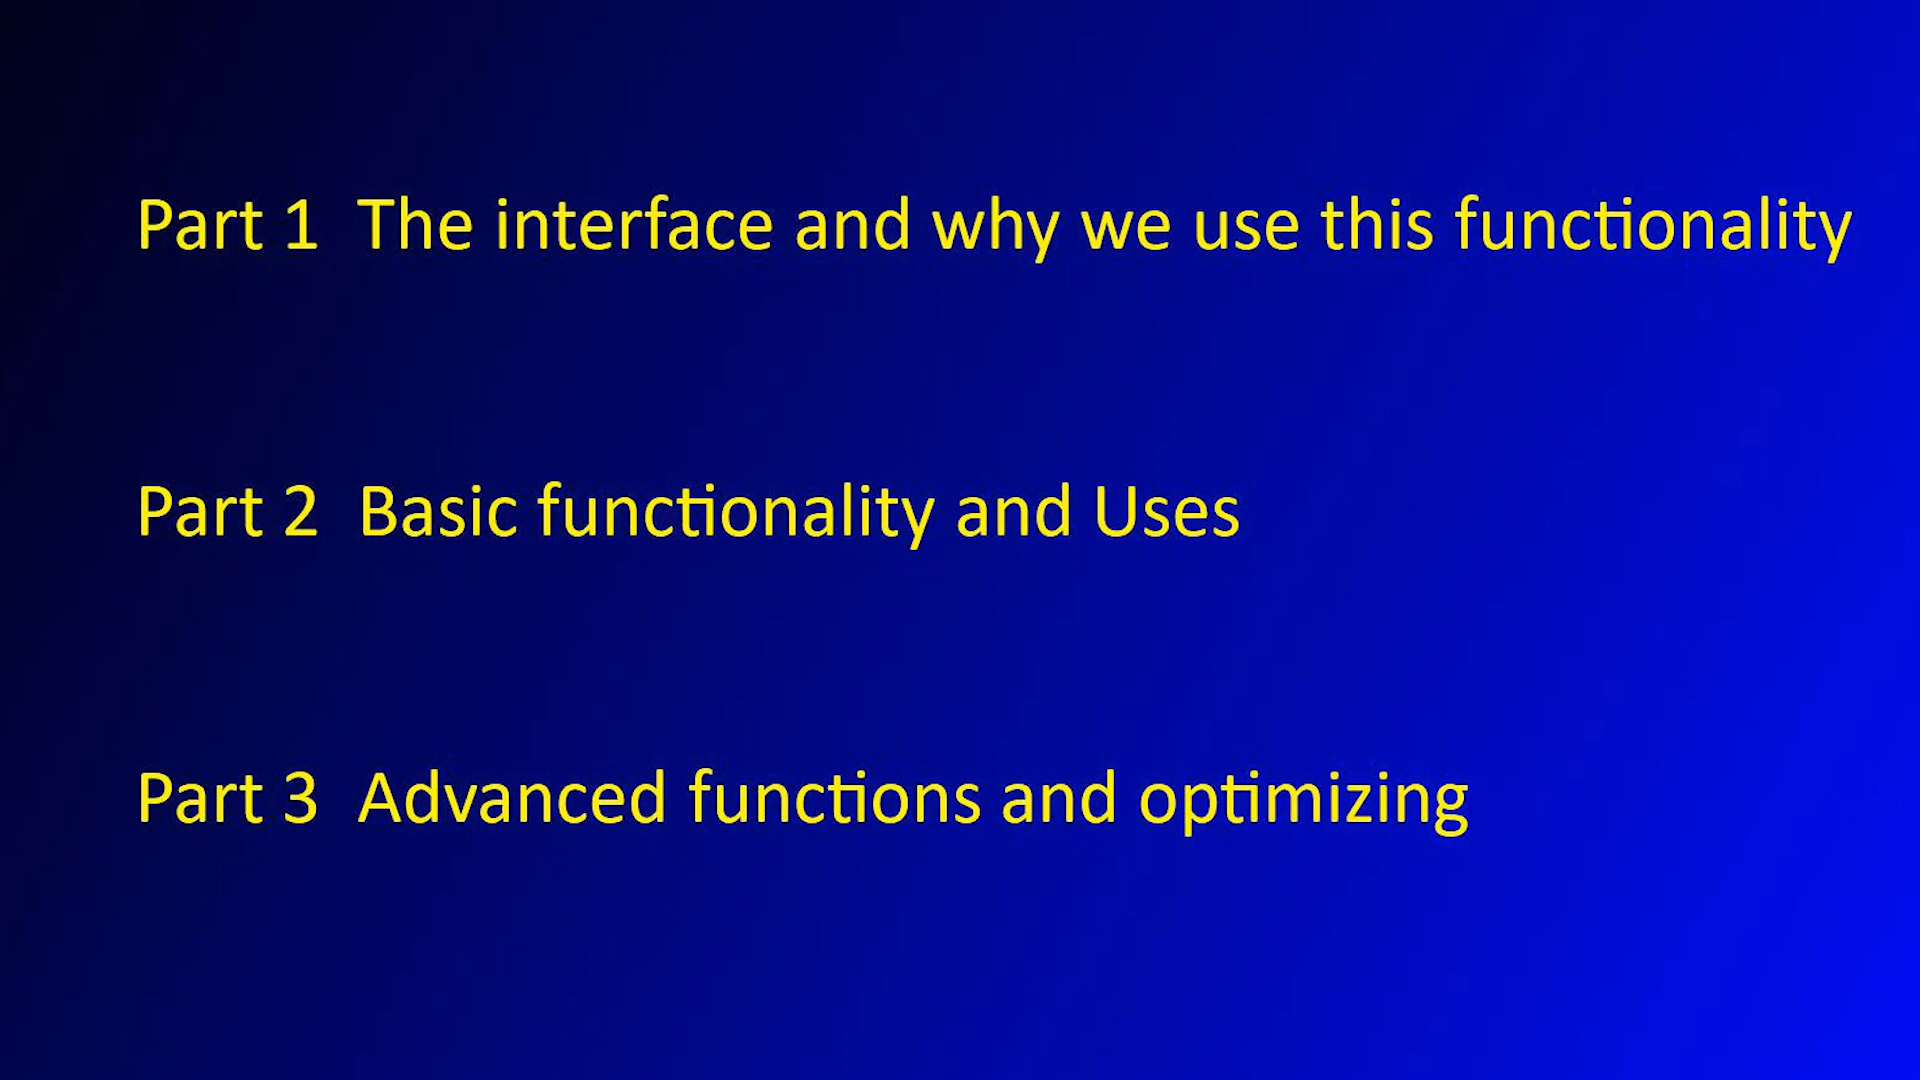 Part 1  The interface and why we use this functionality
Part 2  Basic functionality and Uses
Part 3  Advanced functions and optimizing